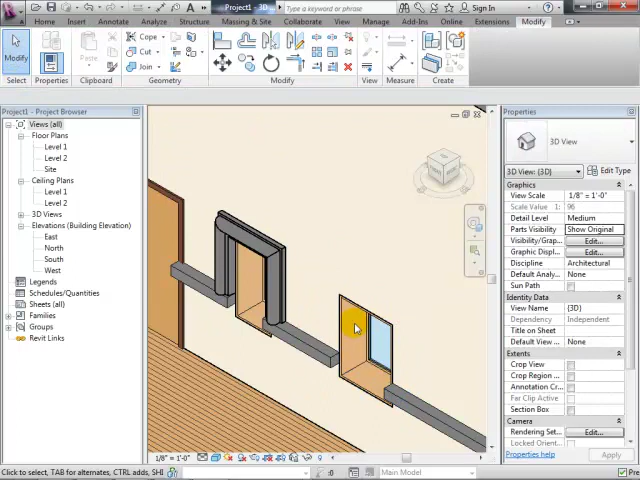 Project1 - 3D
Type a keyword or phrase
Sign In
Home
Insert
Annotate
Analyze
Structure
Massing & Site
Collaborate
View
Manage
Add-Ins
Online
Extensions
Modify
Modify
Properties
Paste
Cope
Cut
Join
Select
Properties
Clipboard
Geometry
Modify
View
Measure
Create
Project1 - Project Browser
Views (all)
Floor Plans
Level 1
Level 2
Site
Ceiling Plans
Level 1
Level 2
3D Views
Elevations (Building Elevation)
East
North
South
West
Legends
Schedules/Quantities
Sheets (all)
Families
Groups
Revit Links
Properties
3D View
3D View: {3D}
Edit Type
Graphics
View Scale 1/8" = 1'-0"
Scale Value 1: 96
Detail Level Medium
Parts Visibility Show Original
Visibility/Grap... Edit...
Graphic Displ... Edit...
Discipline Architectural
Default Analy... None
Sun Path
Identity Data
View Name {3D}
Dependency Independent
Title on Sheet
Default View ... None
Extents
Crop View
Crop Region ...
Annotation Cr...
Far Clip Active
Section Box
Camera
Rendering Set... Edit...
Locked Orient...
Properties help
Apply
1/8" = 1'-0"
Click to select, TAB for alternates, CTRL adds, SHI
:0
Main Model
Pre